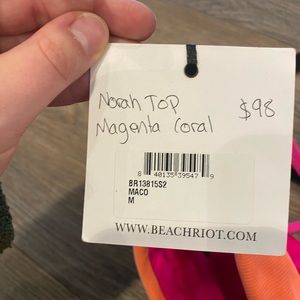 Norah Top $98
Magenta Coral
8 40135 39547 9
BR13815S2
MACO
M
WWW.BEACHRIOT.COM